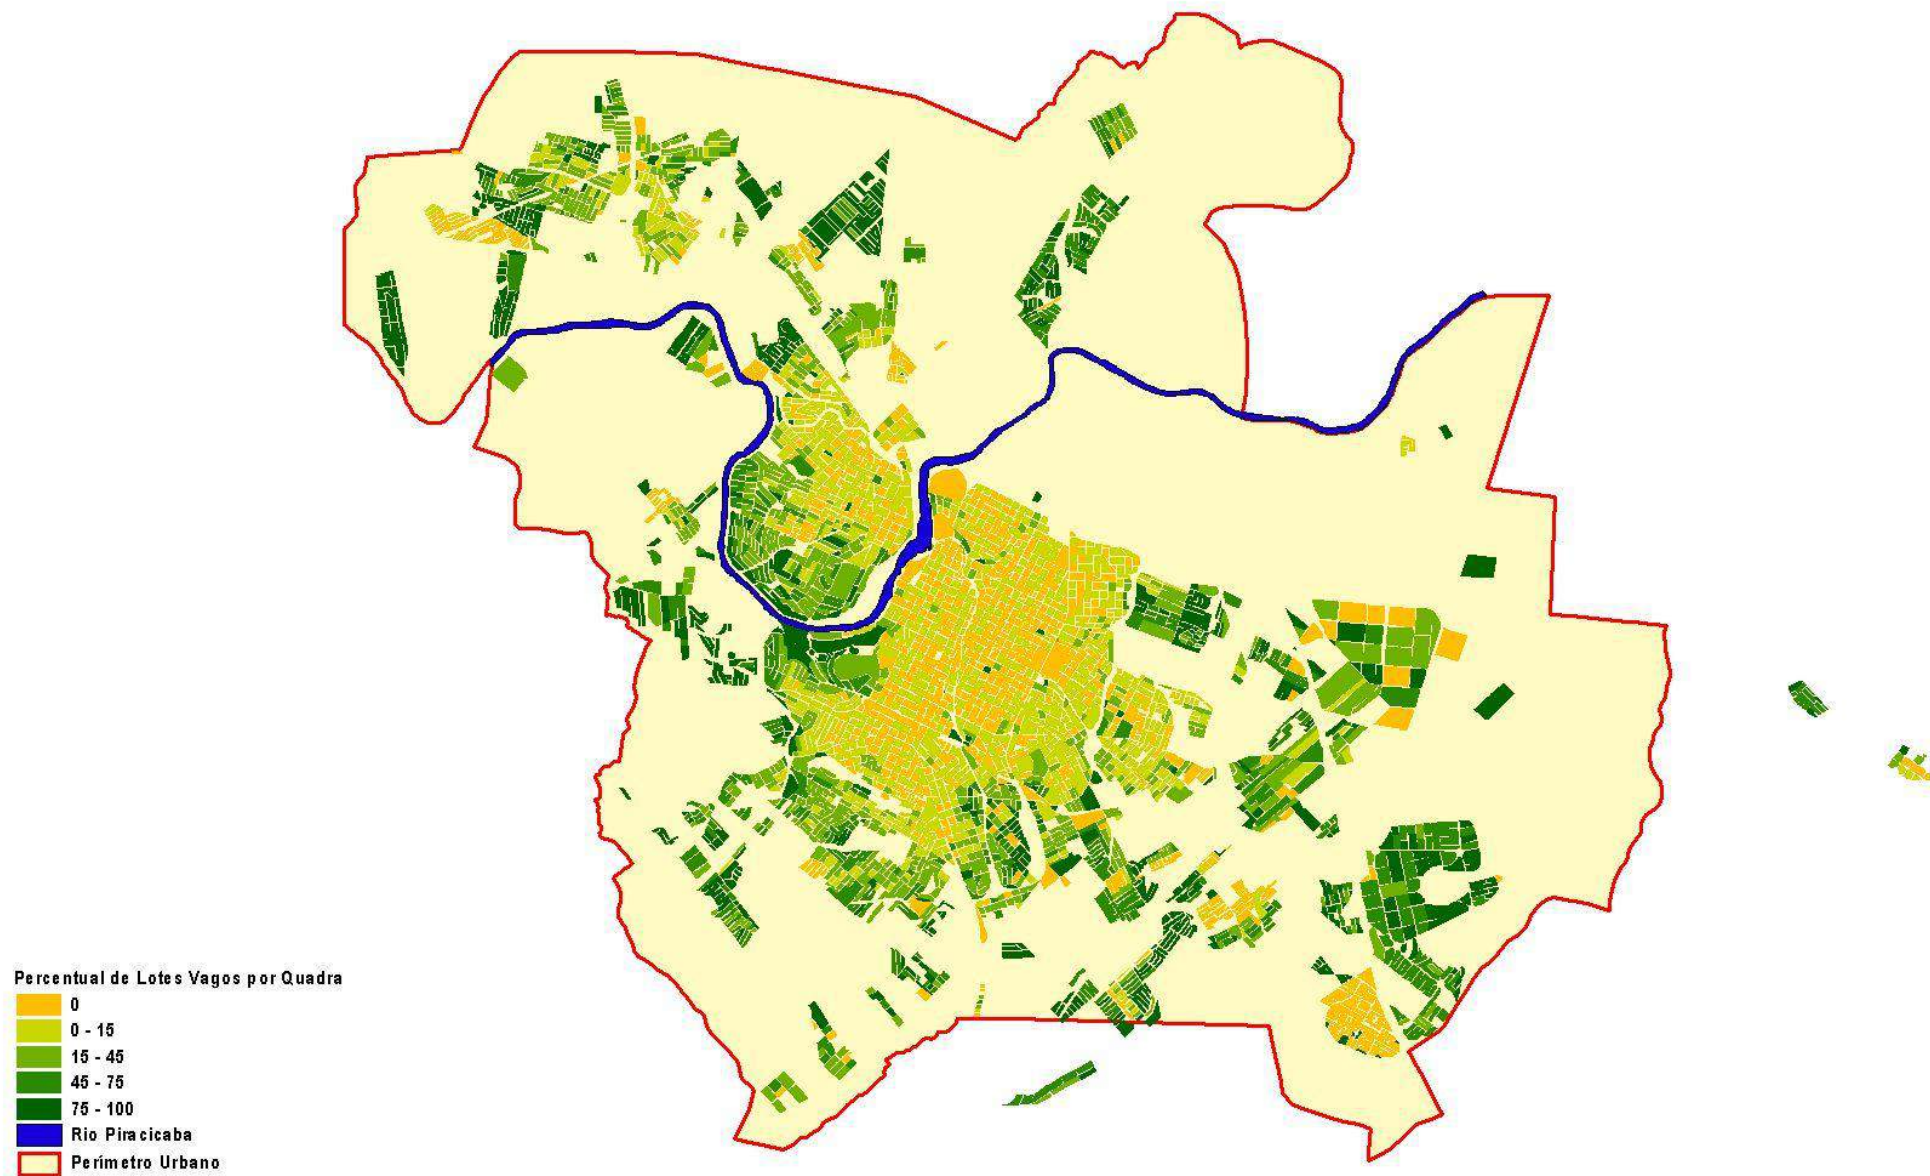 Percentual de Lotes Vagos por Quadra
0
0 - 15
15 - 45
45 - 75
75 - 100
Rio Piracicaba
Perímetro Urbano